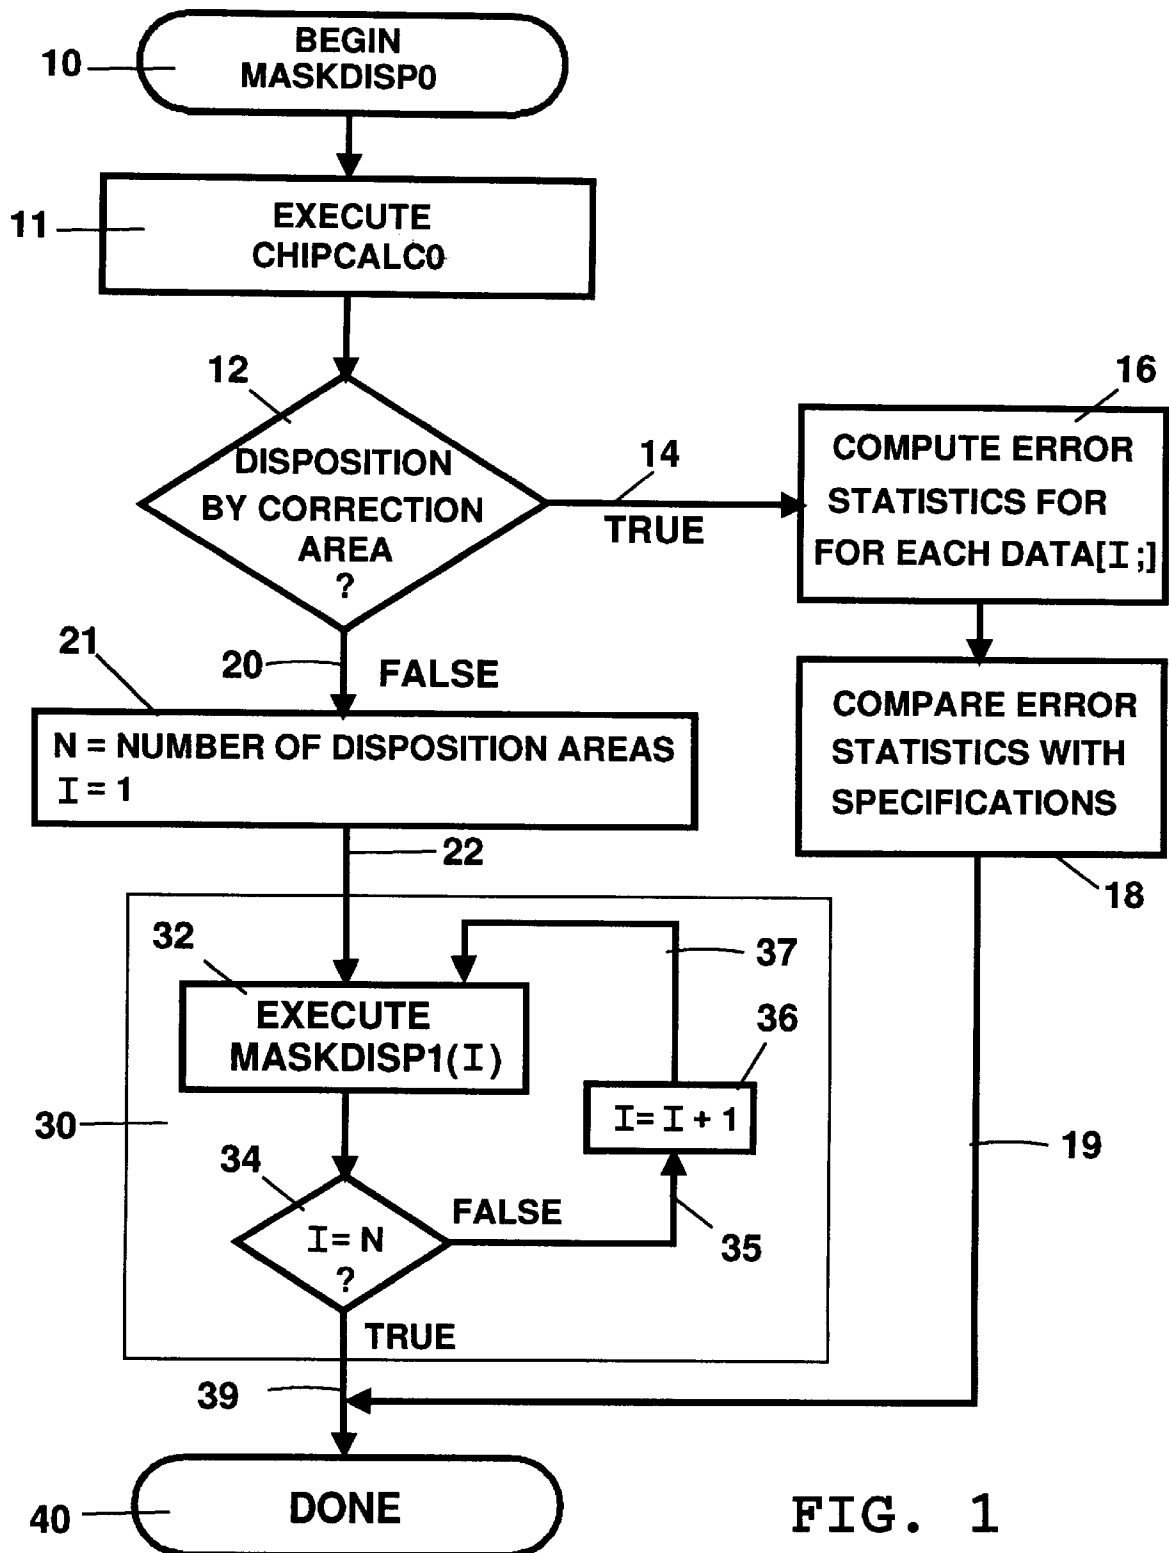 BEGIN
MASKDISP0
10
EXECUTE
CHIPCALC0
11
12
DISPOSITION
BY CORRECTION
AREA
?
14
TRUE
16
COMPUTE ERROR
STATISTICS FOR
FOR EACH DATA[I;]
20
FALSE
21
N = NUMBER OF DISPOSITION AREAS
I = 1
COMPARE ERROR
STATISTICS WITH
SPECIFICATIONS
18
22
32
EXECUTE
MASKDISP1(I)
37
36
I = I + 1
30
34
I = N
?
FALSE
35
19
TRUE
39
40
DONE
FIG. 1